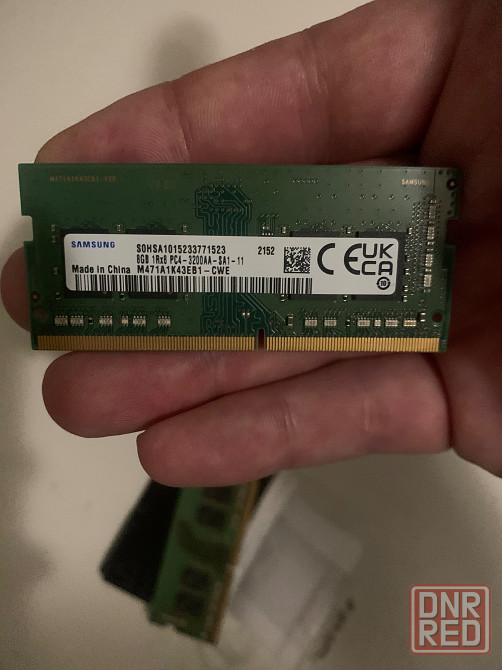 SAMSUNG
SAMSUNG
S0HSA1015233771523
2152
8GB 1Rx8 PC4-3200AA-SA1-11
Made in China M471A1K43EB1-CWE
CE
UK
CA
10
DNR
RED